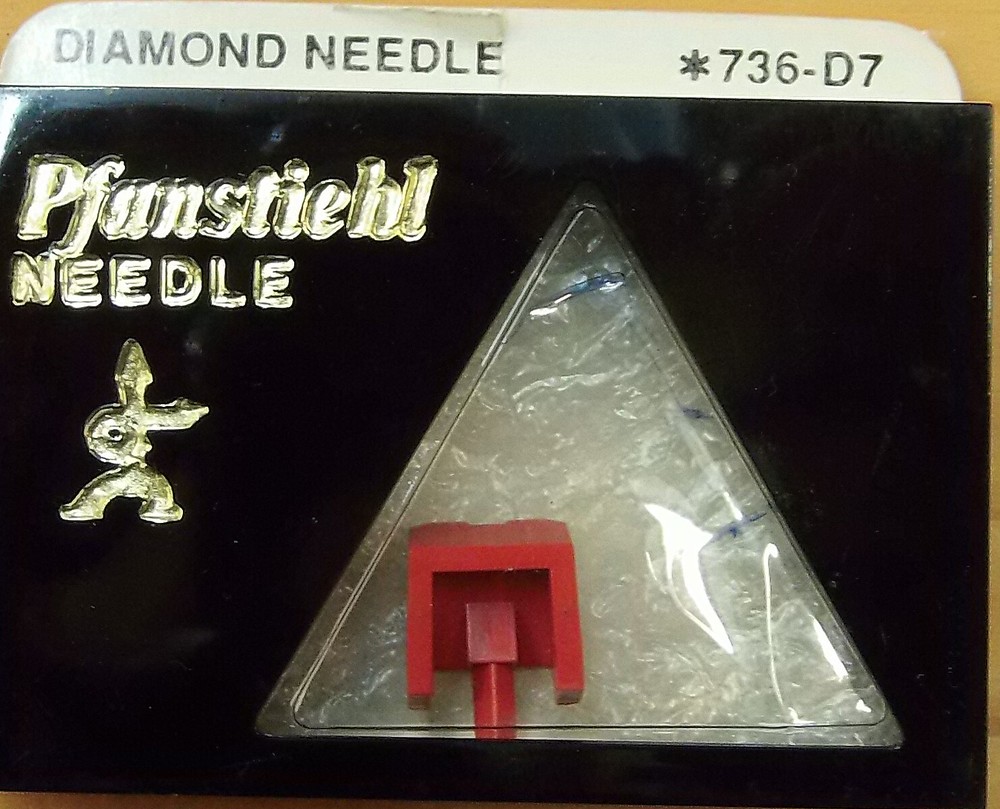 DIAMOND NEEDLE *736-D7
Pfanstiehl
NEEDLE